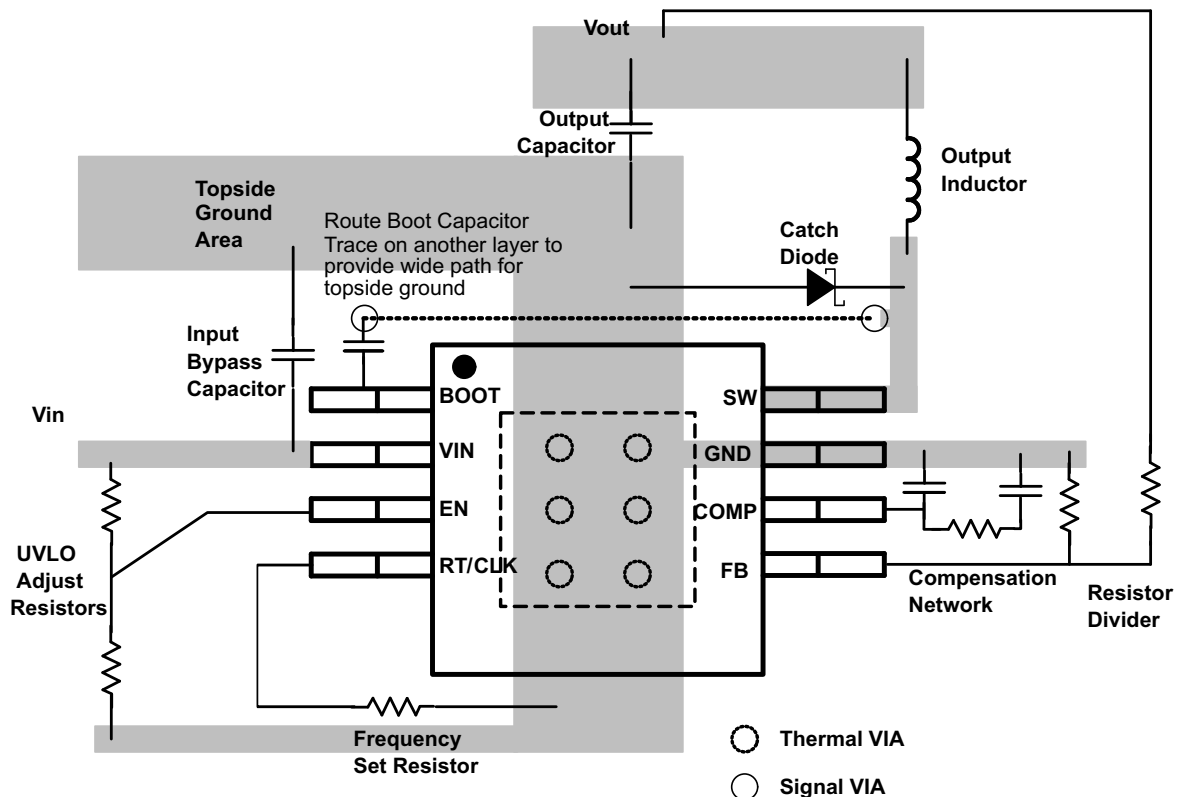 Vout
Output
Capacitor
Output
Inductor
Topside
Ground
Area
Route Boot Capacitor
Trace on another layer to
provide wide path for
topside ground
Catch
Diode
Input
Bypass
Capacitor
Vin
BOOT
VIN
EN
RT/CLK
SW
GND
COMP
FB
UVLO
Adjust
Resistors
Compensation
Network
Resistor
Divider
Frequency
Set Resistor
Thermal VIA
Signal VIA